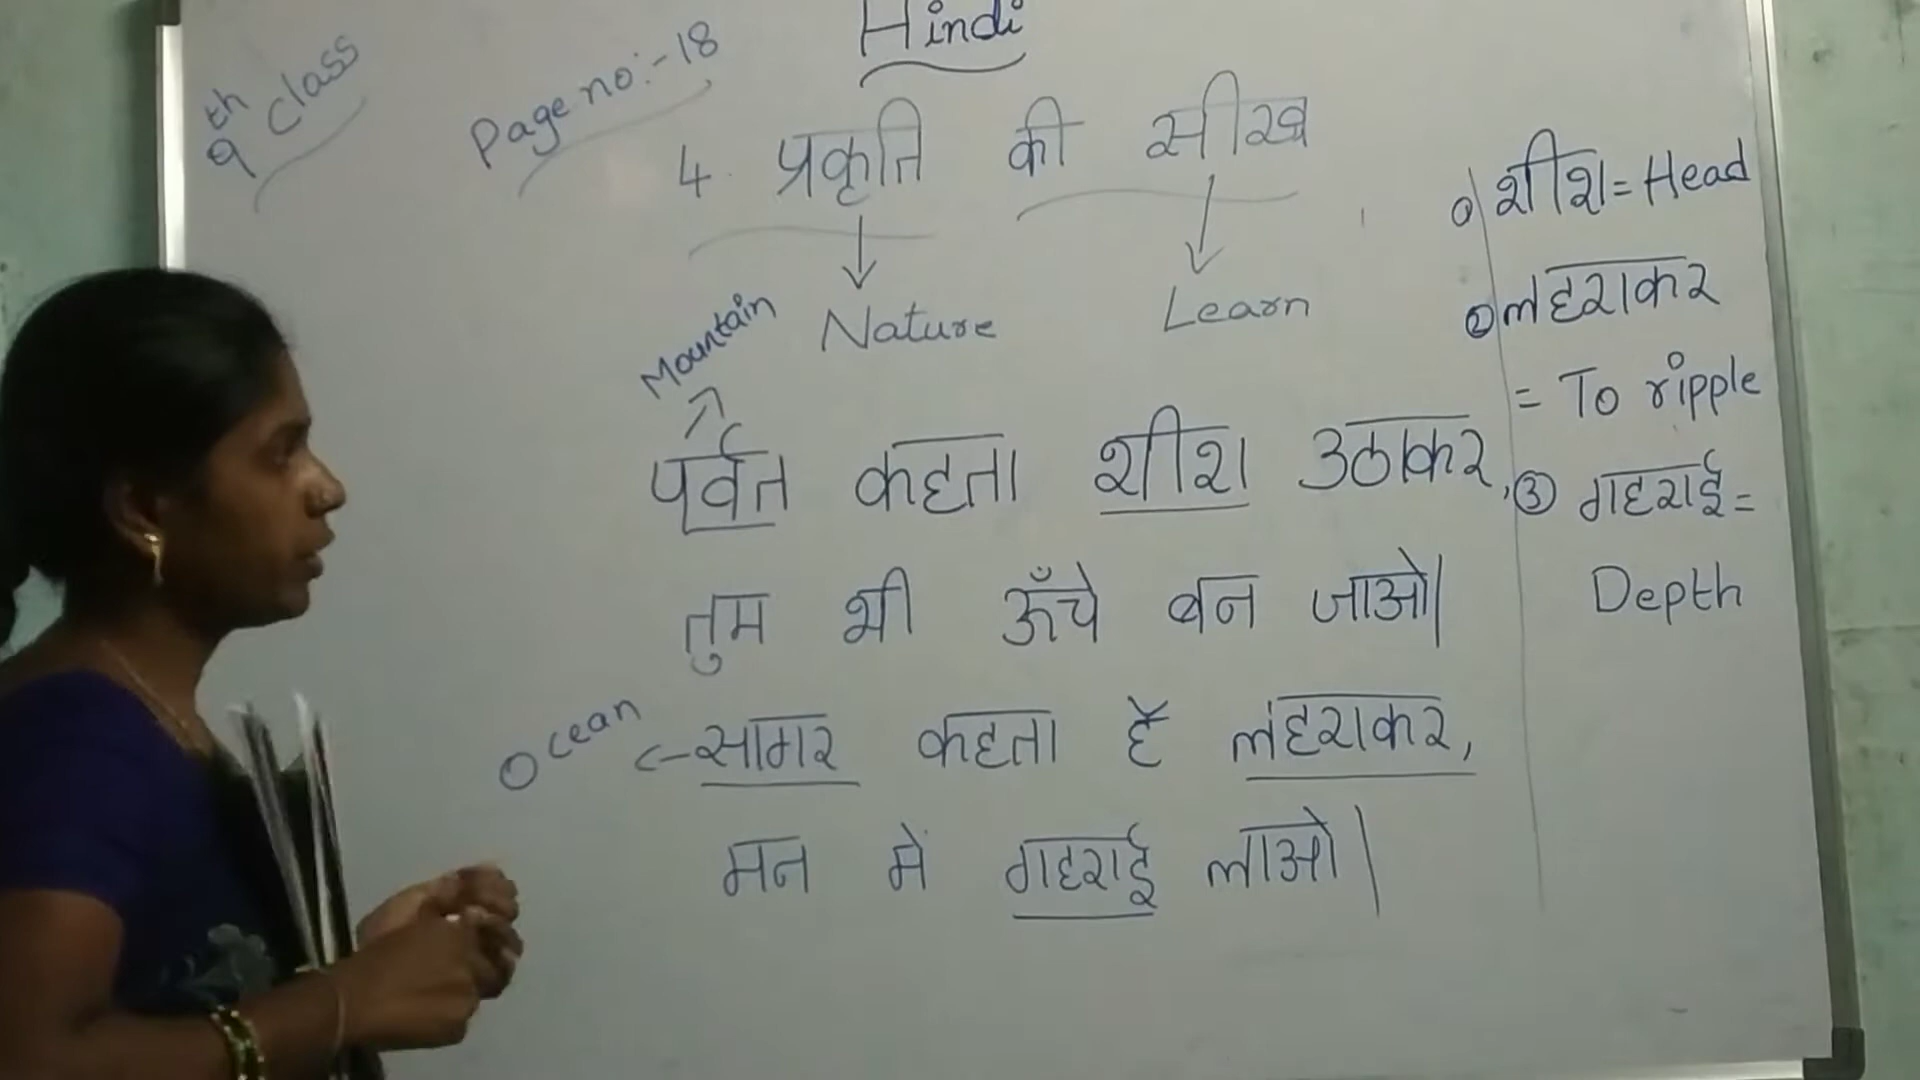 Hindi
9th class
Page no:-18
4. प्रकृति की सीख
Nature
Learn
Mountain
पर्वत कहता शीश उठाकर,
तुम भी ऊँचे बन जाओ|
Ocean
सागर कहता है लहराकर,
मन में गहराई लाओ|
① शीश = Head
② लहराकर
= To ripple
③ गहराई =
Depth